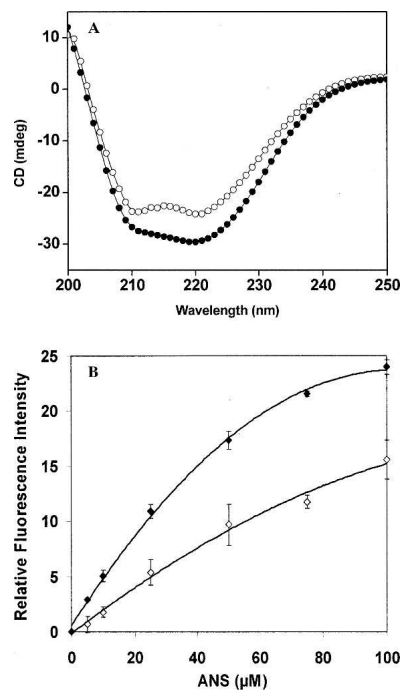 A
10
0
-10
-20
-30
CD (mdeg)
200 210 220 230 240 250
Wavelength (nm)
B
25
20
15
10
5
0
Relative Fluorescence Intensity
0 20 40 60 80 100
ANS (µM)